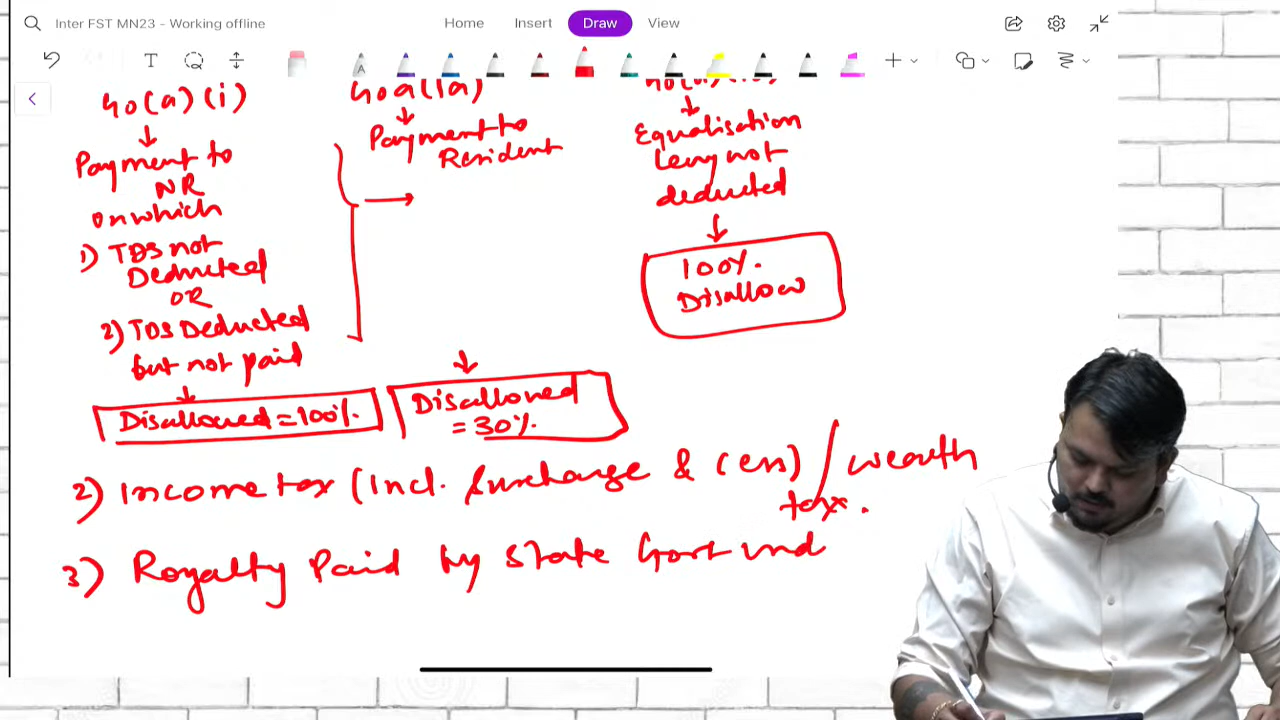 Inter FST MN23 - Working offline
Home Insert Draw View
40(a)(i)
↓
Payment to
NR
on which
1) TDS not
Deducted
OR
2) TDS Deducted
but not paid
↓
Disallowed = 100%.
40a(ia)
↓
Payment to
Resident
↓
Disallowed
= 30%.
↓
Equalisation
Levy not
deducted
↓
100%.
Disallow
2) Income tax (incl. Surcharge & Cess) / wealth
tax.
3) Royalty Paid by State Govt und